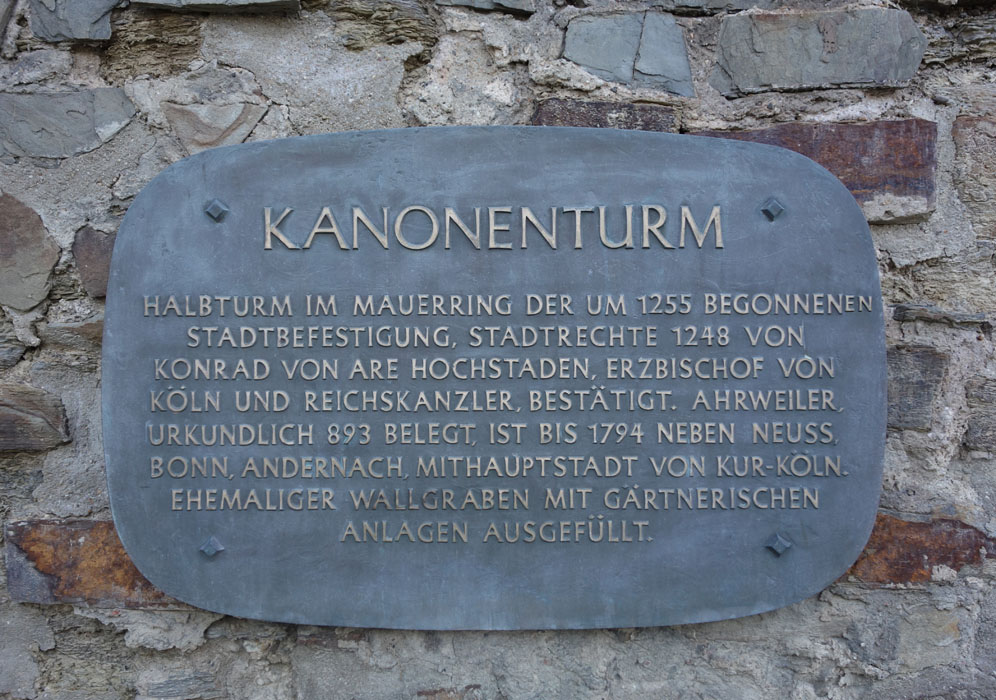 KANONENTURM
HALBTURM IM MAUERRING DER UM 1255 BEGONNENEN
STADTBEFESTIGUNG, STADTRECHTE 1248 VON
KONRAD VON ARE HOCHSTADEN, ERZBISCHOF VON
KÖLN UND REICHSKANZLER, BESTÄTIGT. AHRWEILER,
URKUNDLICH 893 BELEGT, IST BIS 1794 NEBEN NEUSS,
BONN, ANDERNACH, MITHAUPTSTADT VON KUR-KÖLN.
EHEMALIGER WALLGRABEN MIT GÄRTNERISCHEN
ANLAGEN AUSGEFÜLLT.